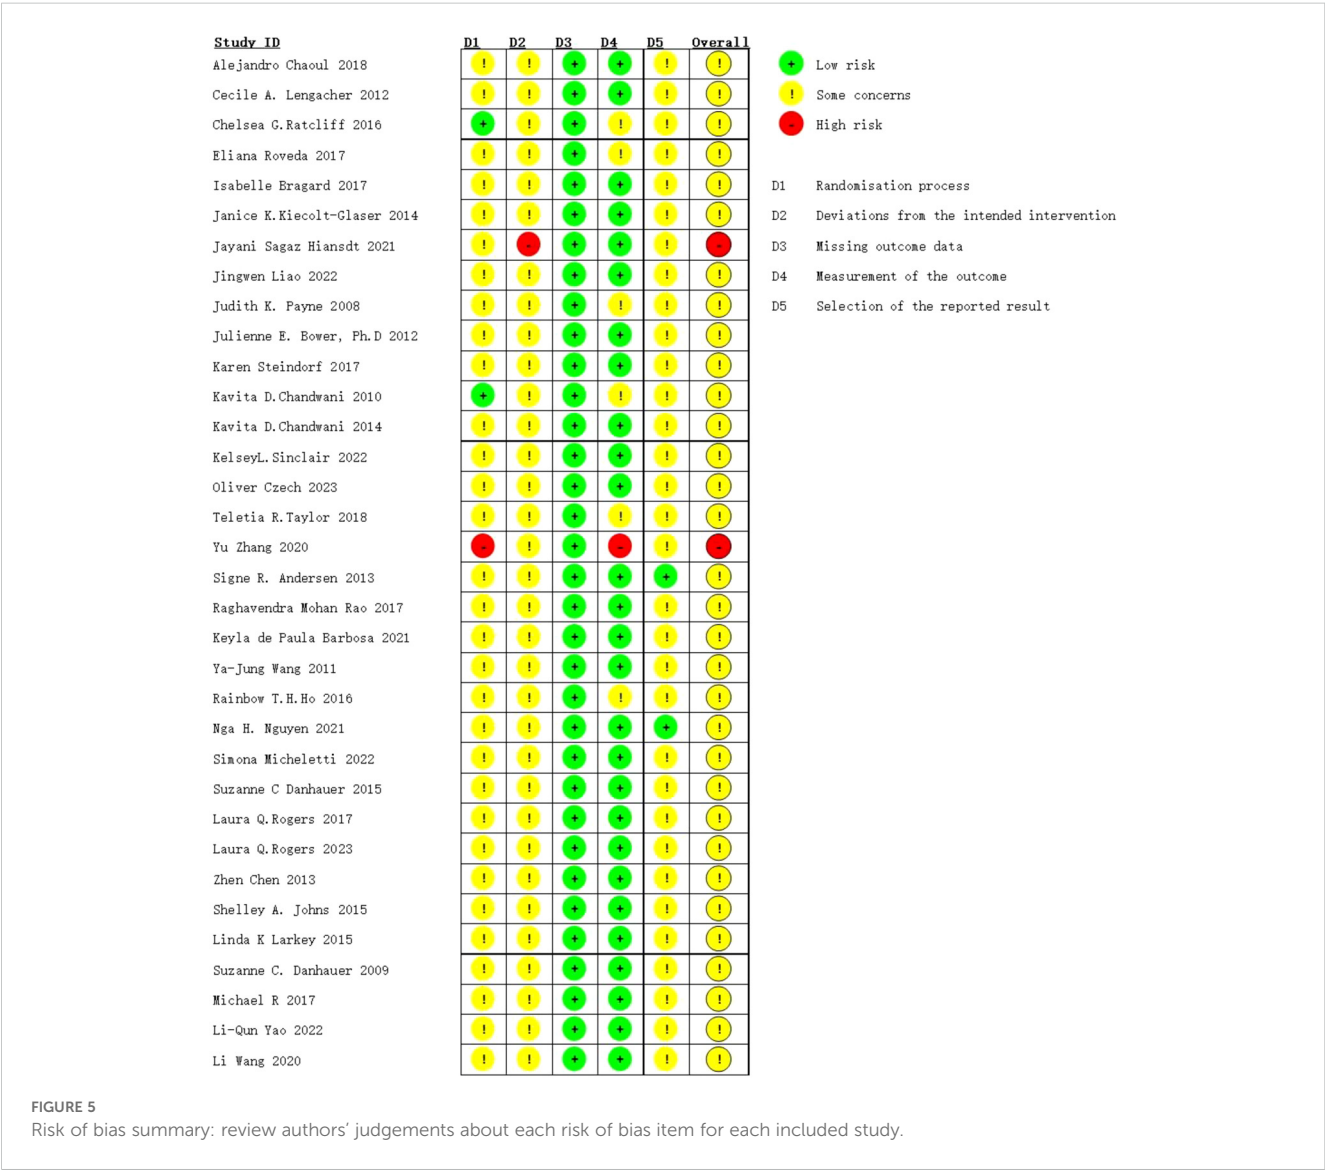 Study ID D1 D2 D3 D4 D5 Overall
Alejandro Chaoul 2018 ! ! + + ! !
Cecile A. Lengacher 2012 ! ! + + ! !
Chelsea G.Ratcliff 2016 + ! + ! ! !
Eliana Roveda 2017 ! ! + ! ! !
Isabelle Bragard 2017 ! ! + + ! !
Janice K.Kiecolt-Glaser 2014 ! ! + + ! !
Jayani Sagaz Hiansdt 2021 ! - + + ! -
Jingwen Liao 2022 ! ! + + ! !
Judith K. Payne 2008 ! ! + ! ! !
Julienne E. Bower, Ph.D 2012 ! ! + + ! !
Karen Steindorf 2017 ! ! + + ! !
Kavita D.Chandwani 2010 + ! + ! ! !
Kavita D.Chandwani 2014 ! ! + + ! !
KelseyL.Sinclair 2022 ! ! + + ! !
Oliver Czech 2023 ! ! + + ! !
Teletia R.Taylor 2018 ! ! + ! ! !
Yu Zhang 2020 - ! + - ! -
Signe R. Andersen 2013 ! ! + + + !
Raghavendra Mohan Rao 2017 ! ! + + ! !
Keyla de Paula Barbosa 2021 ! ! + + ! !
Ya-Jung Wang 2011 ! ! + + ! !
Rainbow T.H.Ho 2016 ! ! + ! ! !
Nga H. Nguyen 2021 ! ! + + + !
Simona Micheletti 2022 ! ! + + ! !
Suzanne C Danhauer 2015 ! ! + + ! !
Laura Q.Rogers 2017 ! ! + + ! !
Laura Q.Rogers 2023 ! ! + + ! !
Zhen Chen 2013 ! ! + + ! !
Shelley A. Johns 2015 ! ! + + ! !
Linda K Larkey 2015 ! ! + + ! !
Suzanne C. Danhauer 2009 ! ! + + ! !
Michael R 2017 ! ! + + ! !
Li-Qun Yao 2022 ! ! + + ! !
Li Wang 2020 ! ! + + ! !
+ Low risk
! Some concerns
- High risk
D1 Randomisation process
D2 Deviations from the intended intervention
D3 Missing outcome data
D4 Measurement of the outcome
D5 Selection of the reported result
FIGURE 5
Risk of bias summary: review authors' judgements about each risk of bias item for each included study.